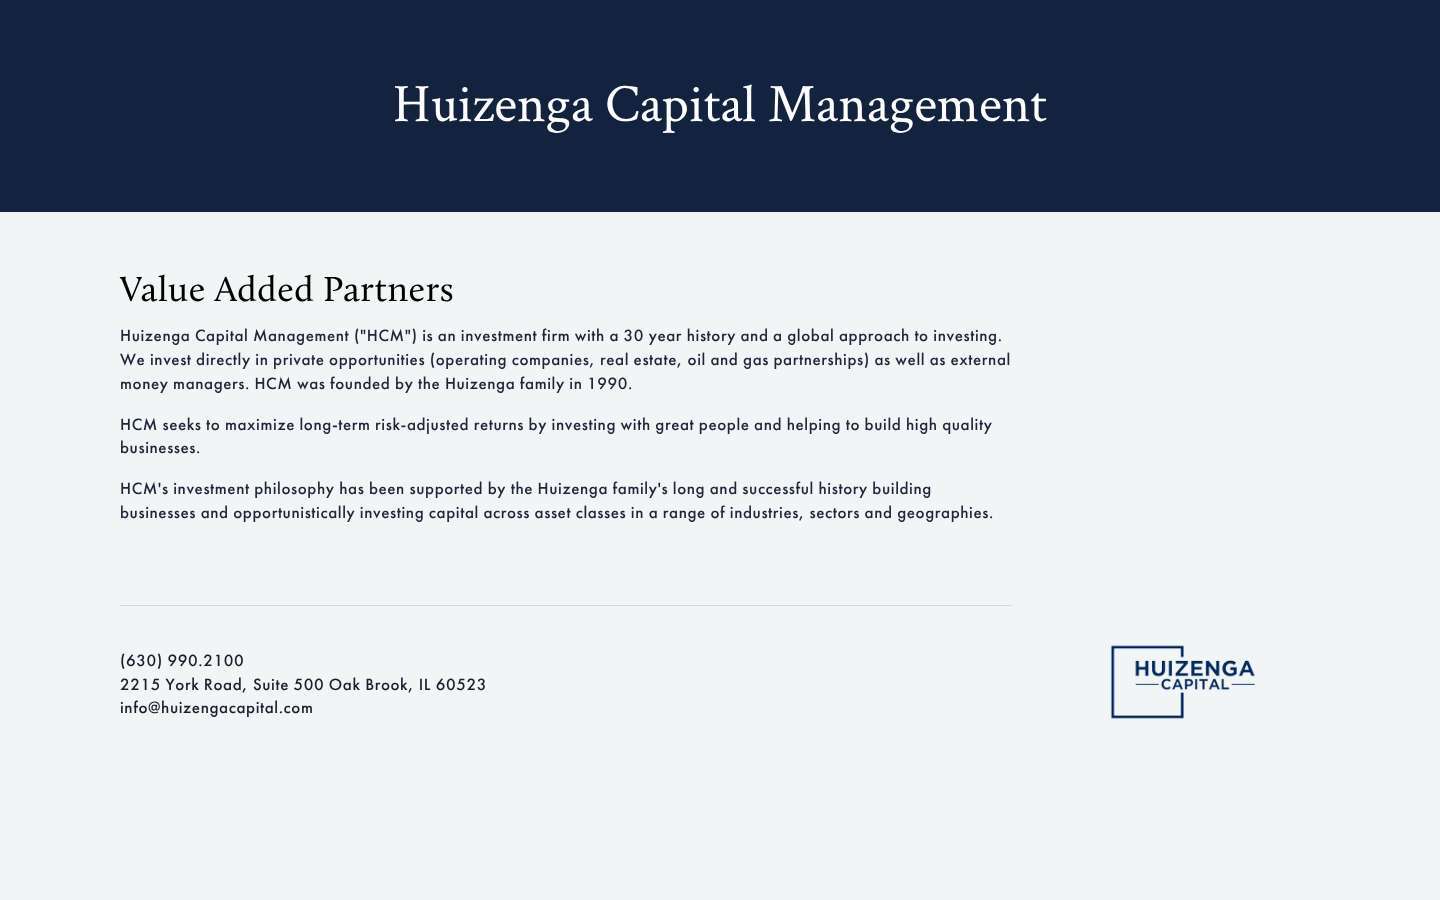 Huizenga Capital Management
Value Added Partners
Huizenga Capital Management ("HCM") is an investment firm with a 30 year history and a global approach to investing.
We invest directly in private opportunities (operating companies, real estate, oil and gas partnerships) as well as external
money managers. HCM was founded by the Huizenga family in 1990.
HCM seeks to maximize long-term risk-adjusted returns by investing with great people and helping to build high quality
businesses.
HCM's investment philosophy has been supported by the Huizenga family's long and successful history building
businesses and opportunistically investing capital across asset classes in a range of industries, sectors and geographies.
(630) 990.2100
2215 York Road, Suite 500 Oak Brook, IL 60523
info@huizengacapital.com
HUIZENGA
CAPITAL